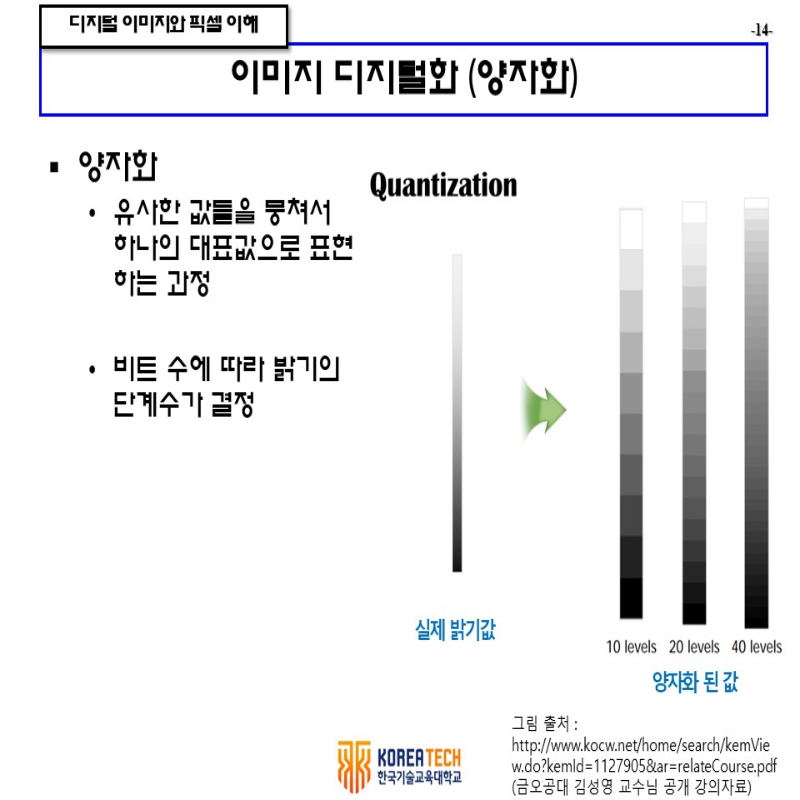 디지털 이미지와 픽셀 이해
-14-
이미지 디지털화 (양자화)
▪ 양자화
• 유사한 값들을 뭉쳐서
하나의 대표값으로 표현
하는 과정
• 비트 수에 따라 밝기의
단계수가 결정
Quantization
실제 밝기값
10 levels 20 levels 40 levels
양자화 된 값
그림 출처 :
http://www.kocw.net/home/search/kemVie
w.do?kemId=1127905&ar=relateCourse.pdf
(금오공대 김성영 교수님 공개 강의자료)
KOREATECH
한국기술교육대학교